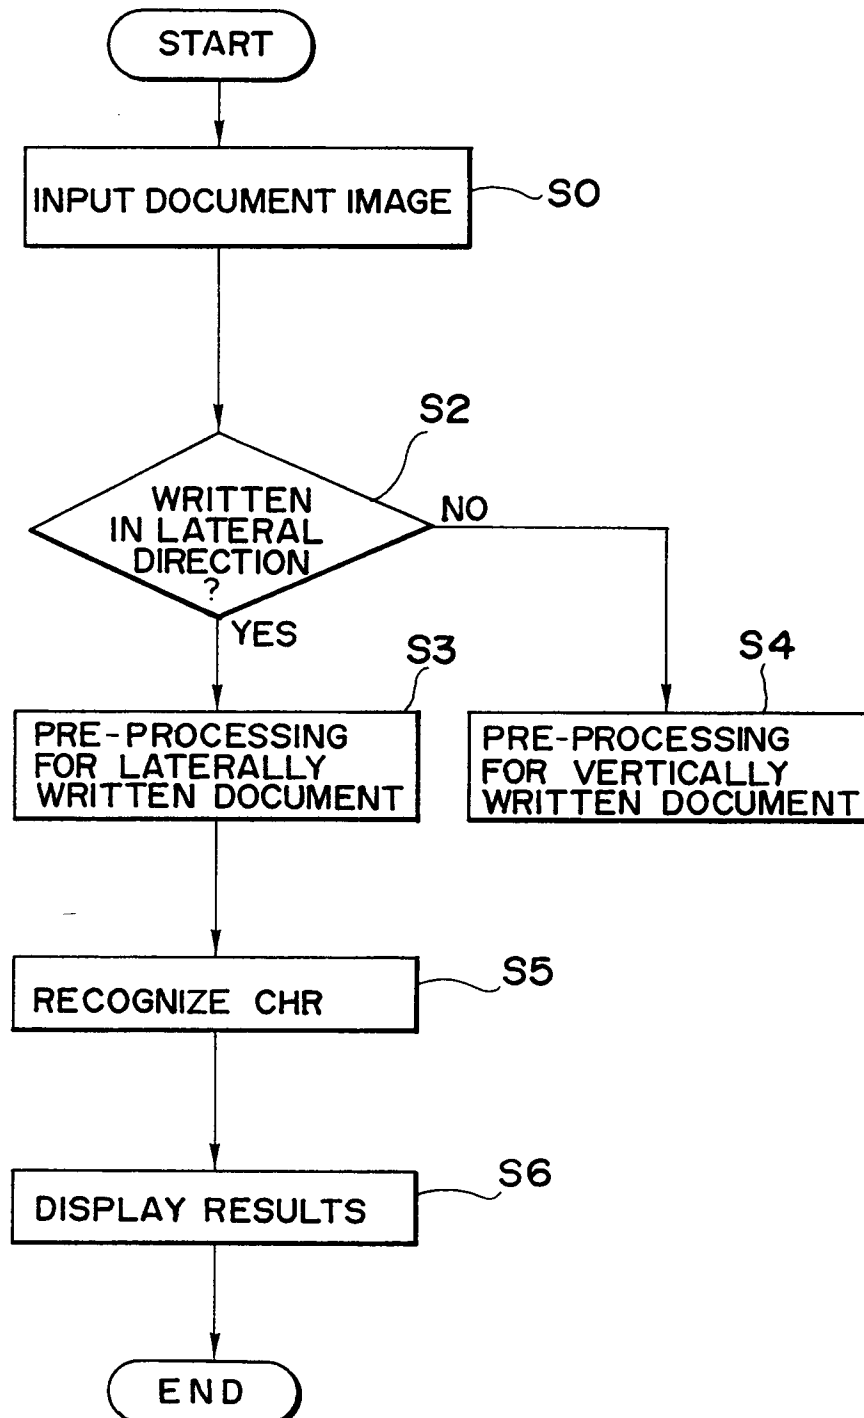 START
INPUT DOCUMENT IMAGE
S0
S2
WRITTEN
IN LATERAL
DIRECTION
?
NO
YES
S3
S4
PRE-PROCESSING
FOR LATERALLY
WRITTEN DOCUMENT
PRE-PROCESSING
FOR VERTICALLY
WRITTEN DOCUMENT
S5
RECOGNIZE CHR
S6
DISPLAY RESULTS
END